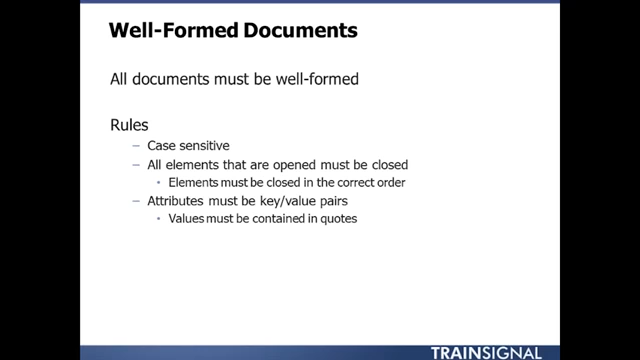 Well-Formed Documents
All documents must be well-formed
Rules
– Case sensitive
– All elements that are opened must be closed
• Elements must be closed in the correct order
– Attributes must be key/value pairs
• Values must be contained in quotes
TRAINSIGNAL